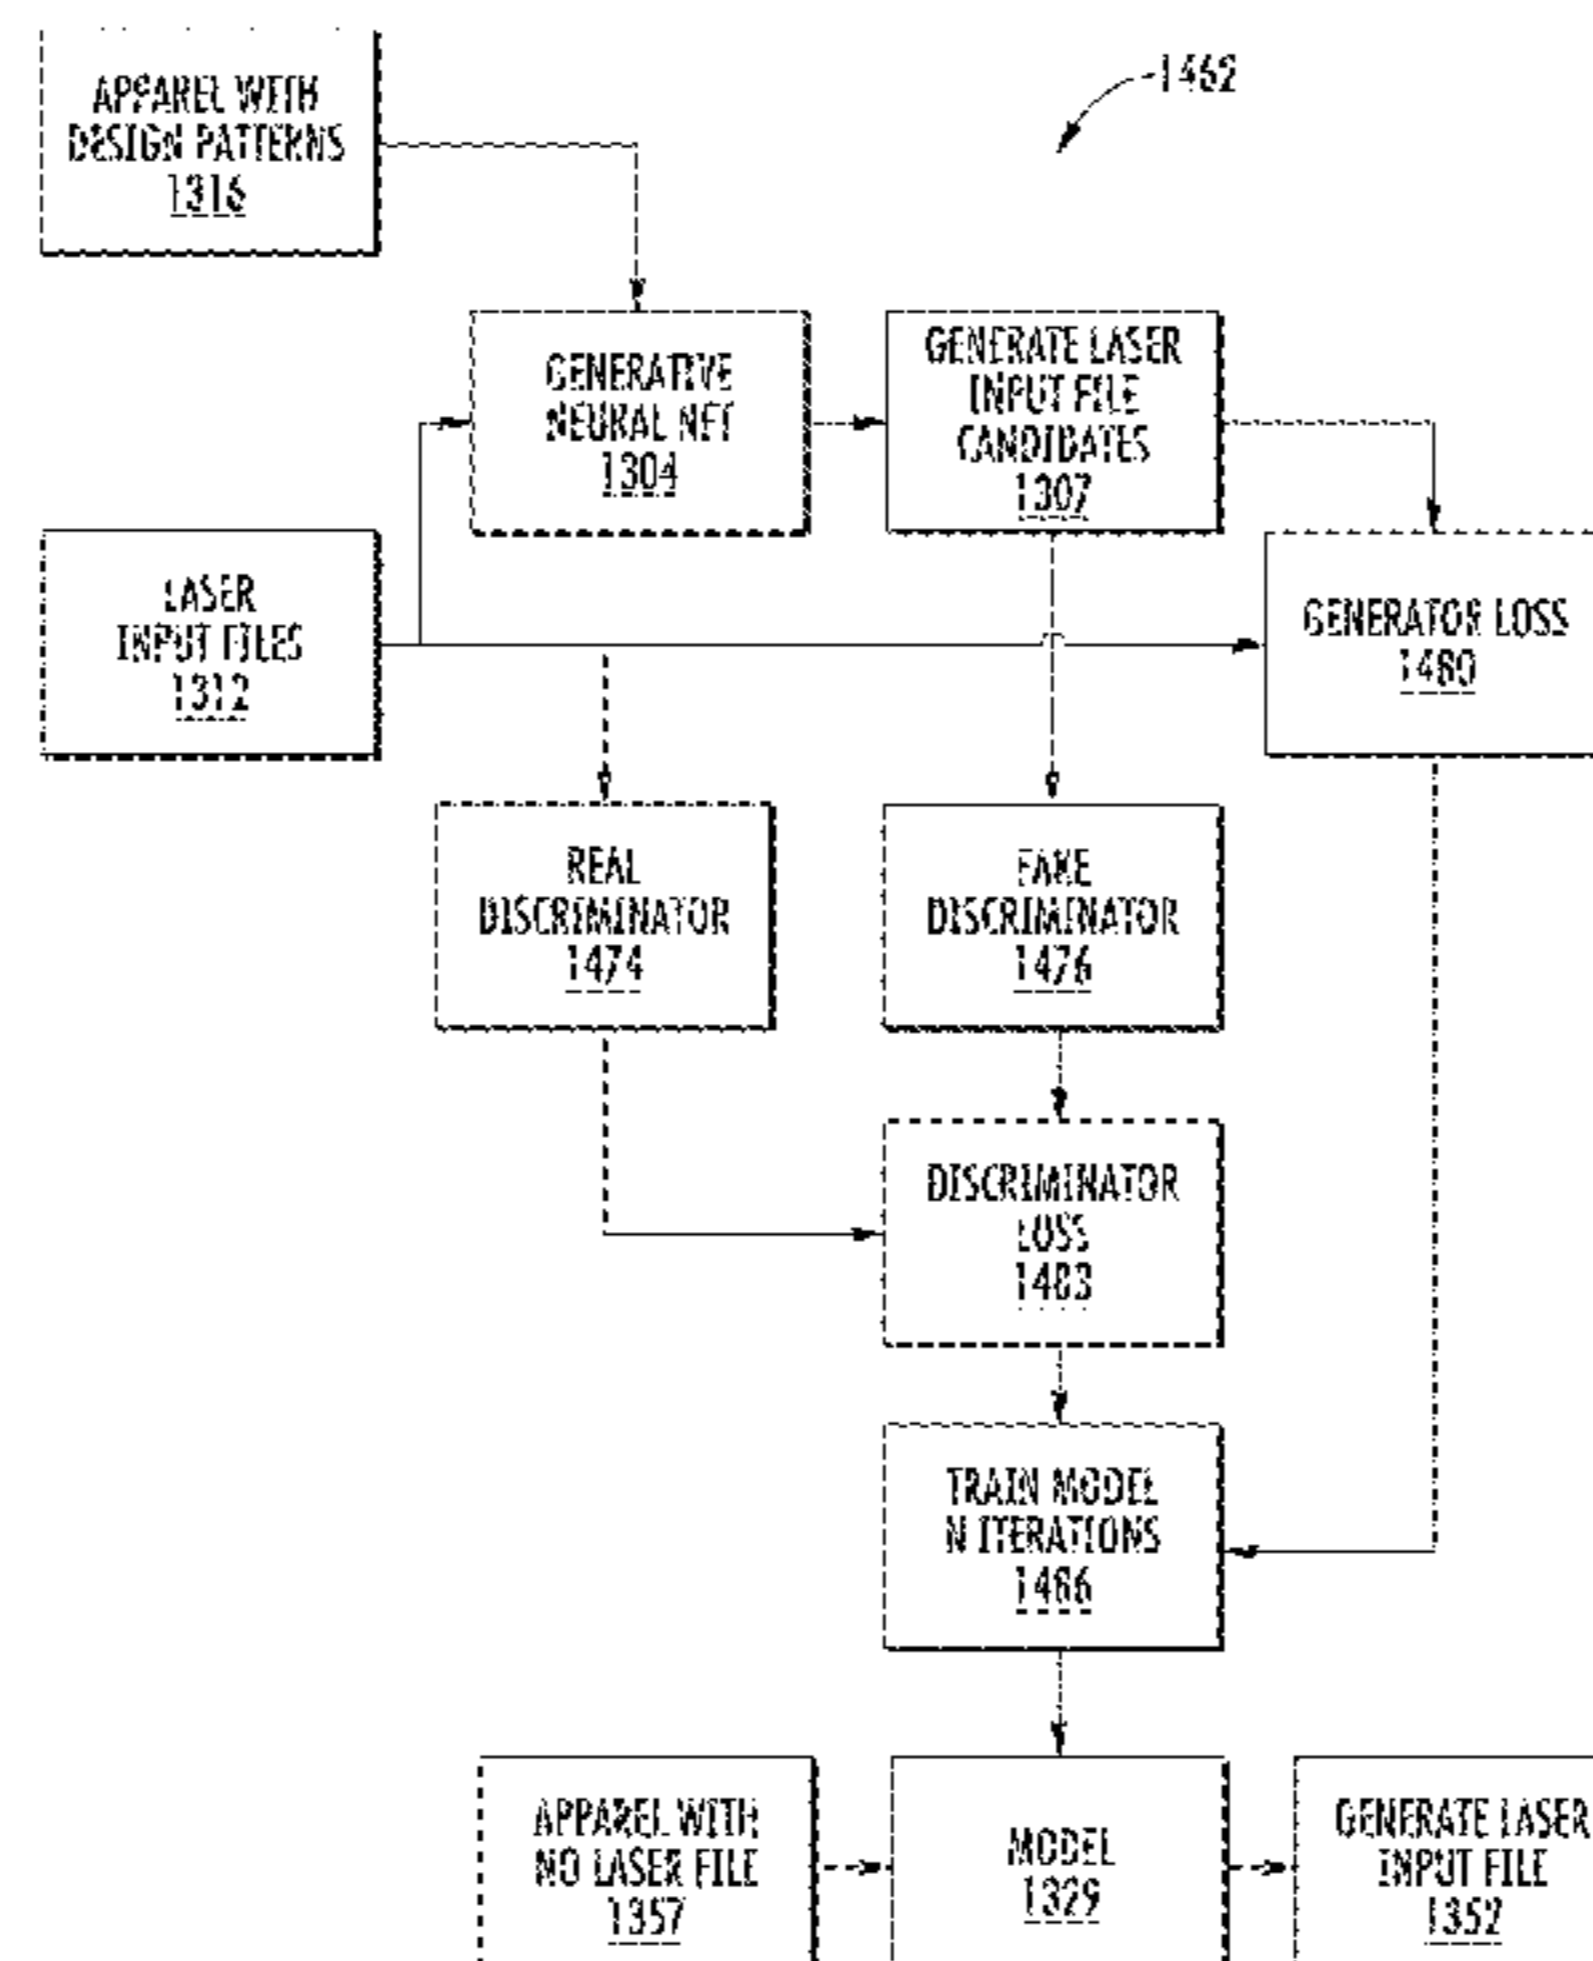 1462
APPAREL WITH
DESIGN PATTERNS
1316
GENERATIVE
NEURAL NET
1304
GENERATE LASER
INPUT FILE
CANDIDATES
1307
LASER
INPUT FILES
1312
GENERATOR LOSS
1480
REAL
DISCRIMINATOR
1474
FAKE
DISCRIMINATOR
1476
DISCRIMINATOR
LOSS
1483
TRAIN MODEL
N ITERATIONS
1486
APPAREL WITH
NO LASER FILE
1357
MODEL
1329
GENERATE LASER
INPUT FILE
1352